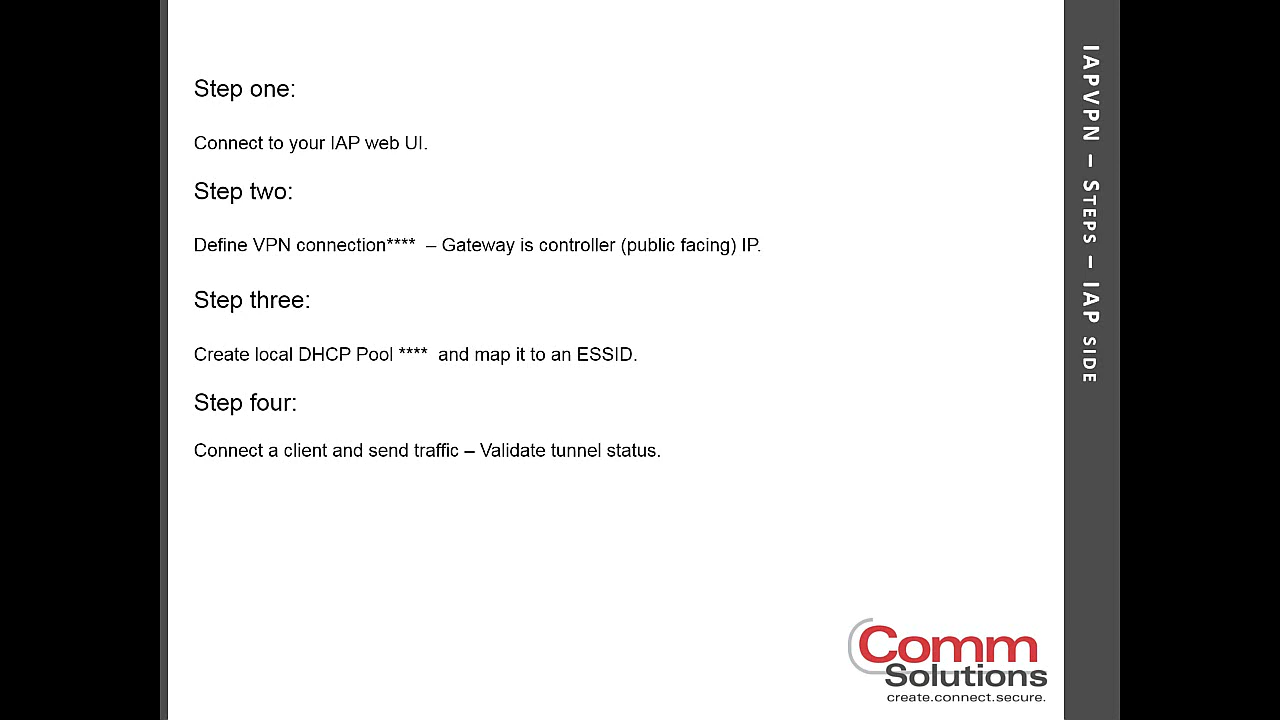 Step one:
Connect to your IAP web UI.
Step two:
Define VPN connection**** – Gateway is controller (public facing) IP.
Step three:
Create local DHCP Pool **** and map it to an ESSID.
Step four:
Connect a client and send traffic – Validate tunnel status.
IAPVPN – STEPS – IAP SIDE
Comm
Solutions
create.connect.secure.